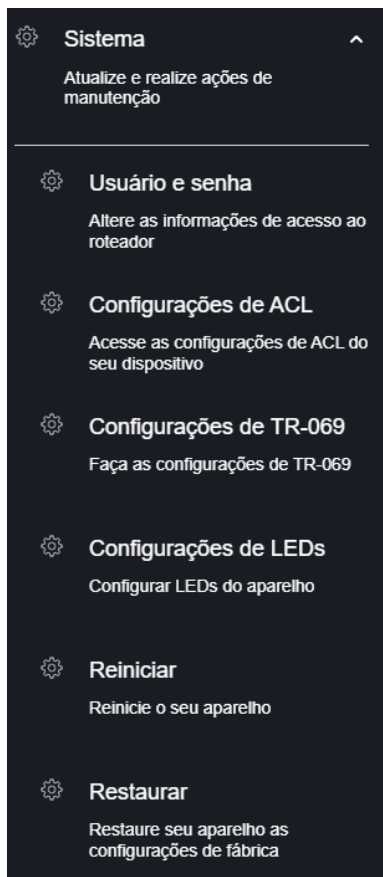 Sistema
Atualize e realize ações de
manutenção
Usuário e senha
Altere as informações de acesso ao
roteador
Configurações de ACL
Acesse as configurações de ACL do
seu dispositivo
Configurações de TR-069
Faça as configurações de TR-069
Configurações de LEDs
Configurar LEDs do aparelho
Reiniciar
Reinicie o seu aparelho
Restaurar
Restaure seu aparelho as
configurações de fábrica